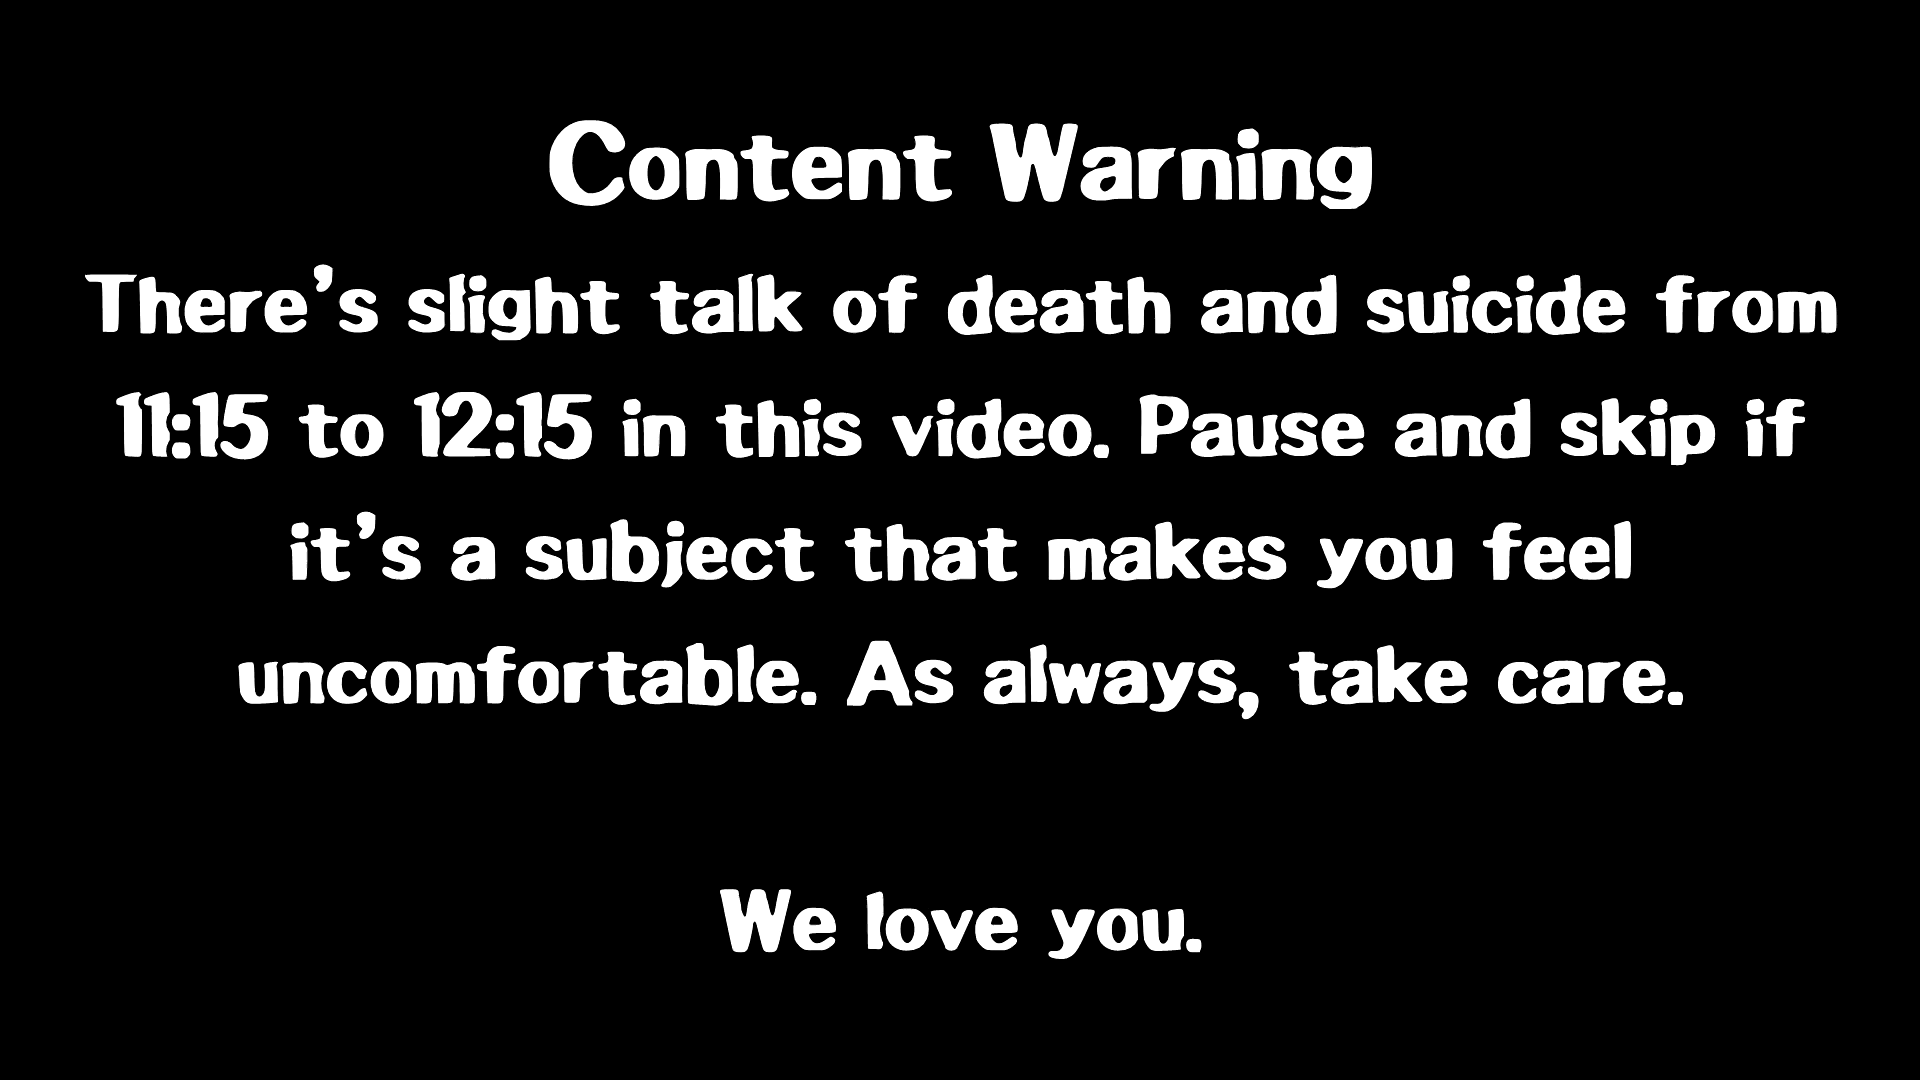 Content Warning
There's slight talk of death and suicide from
11:15 to 12:15 in this video. Pause and skip if
it's a subject that makes you feel
uncomfortable. As always, take care.
We love you.